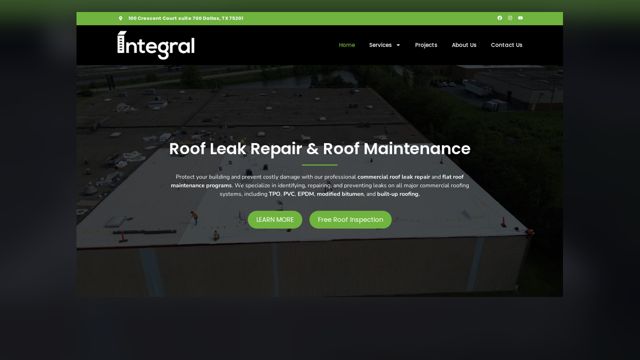 100 Crescent Court suite 700 Dallas, TX 75201
integral
Home Services Projects About Us Contact Us
Roof Leak Repair & Roof Maintenance
Protect your building and prevent costly damage with our professional commercial roof leak repair and flat roof
maintenance programs. We specialize in identifying, repairing, and preventing leaks on all major commercial roofing
systems, including TPO, PVC, EPDM, modified bitumen, and built-up roofing.
LEARN MORE Free Roof Inspection